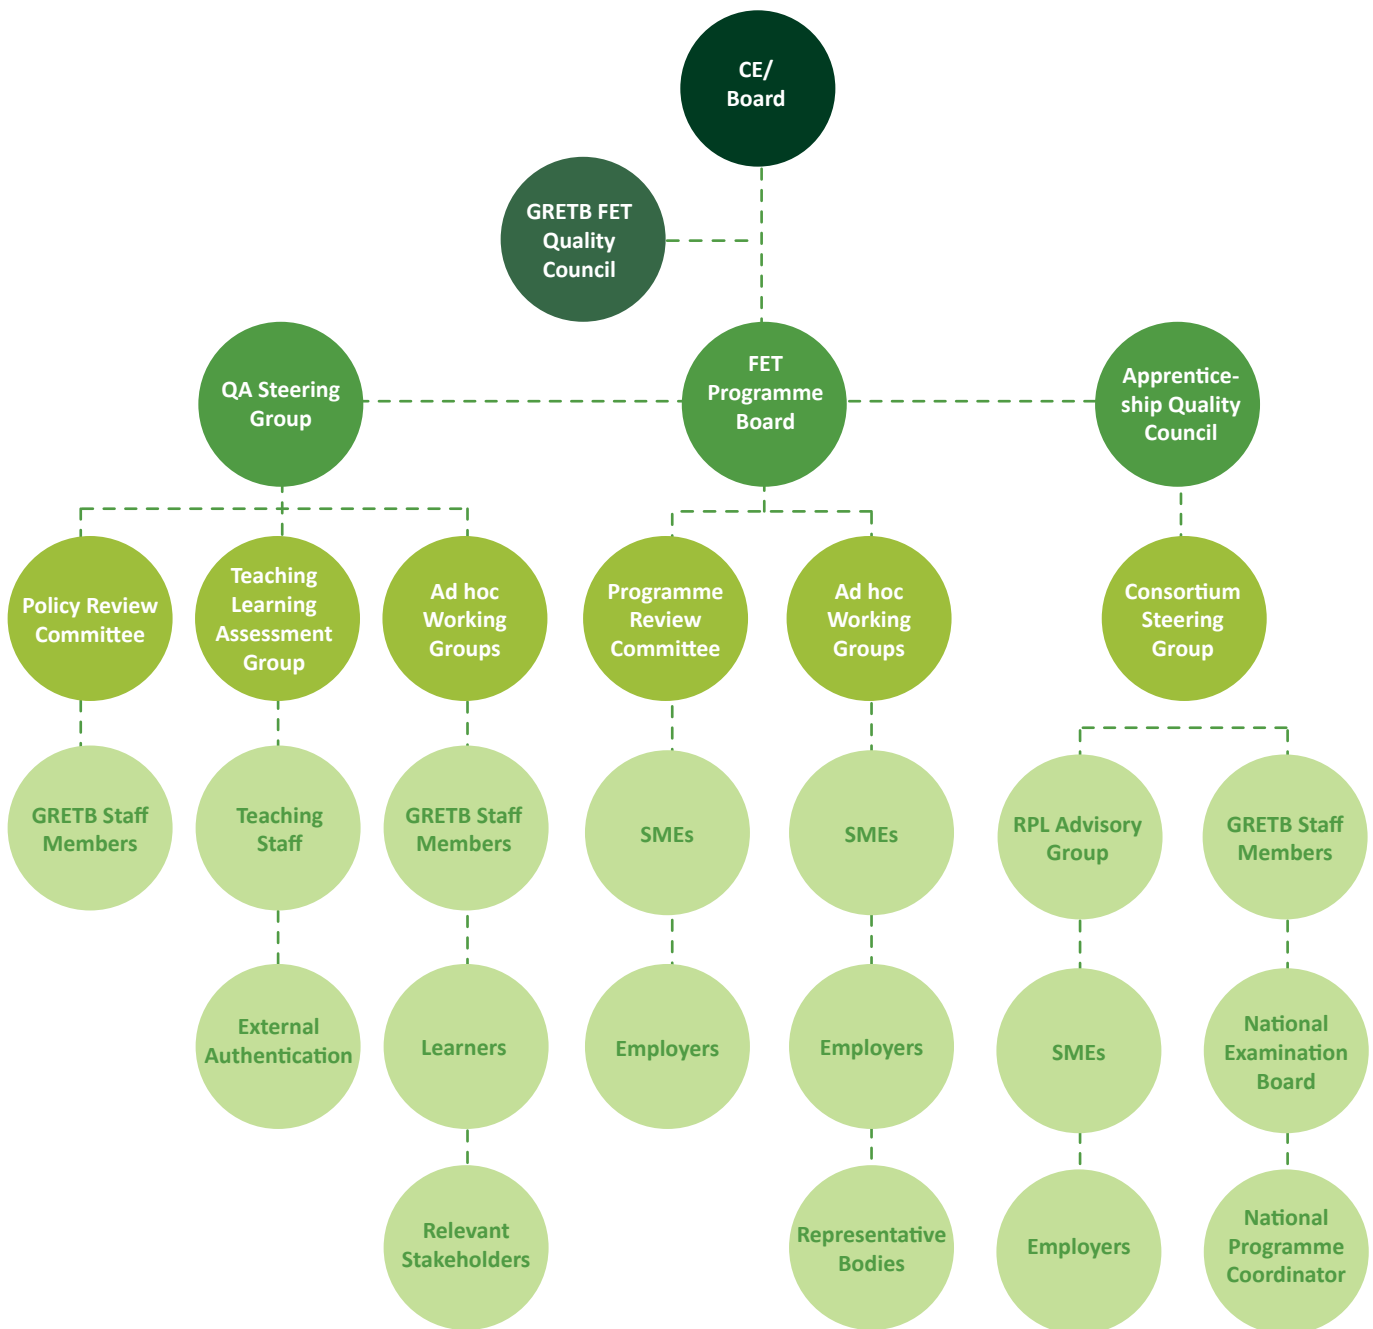 CE/
Board
GRETB FET
Quality
Council
QA Steering
Group
FET
Programme
Board
Apprentice-
ship Quality
Council
Policy Review
Committee
Teaching
Learning
Assessment
Group
Ad hoc
Working
Groups
Programme
Review
Committee
Ad hoc
Working
Groups
Consortium
Steering
Group
GRETB Staff
Members
Teaching
Staff
GRETB Staff
Members
SMEs
SMEs
RPL Advisory
Group
GRETB Staff
Members
External
Authentication
Learners
Employers
Employers
SMEs
National
Examination
Board
Relevant
Stakeholders
Representative
Bodies
Employers
National
Programme
Coordinator